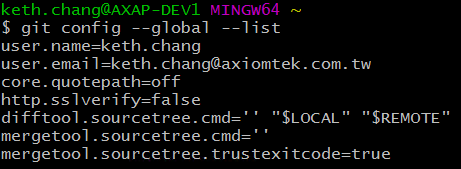 keth.chang@AXAP-DEV1 MINGW64 ~
$ git config --global --list
user.name=keth.chang
user.email=keth.chang@axiomtek.com.tw
core.quotepath=off
http.sslverify=false
difftool.sourcetree.cmd='' "$LOCAL" "$REMOTE"
mergetool.sourcetree.cmd=''
mergetool.sourcetree.trustexitcode=true